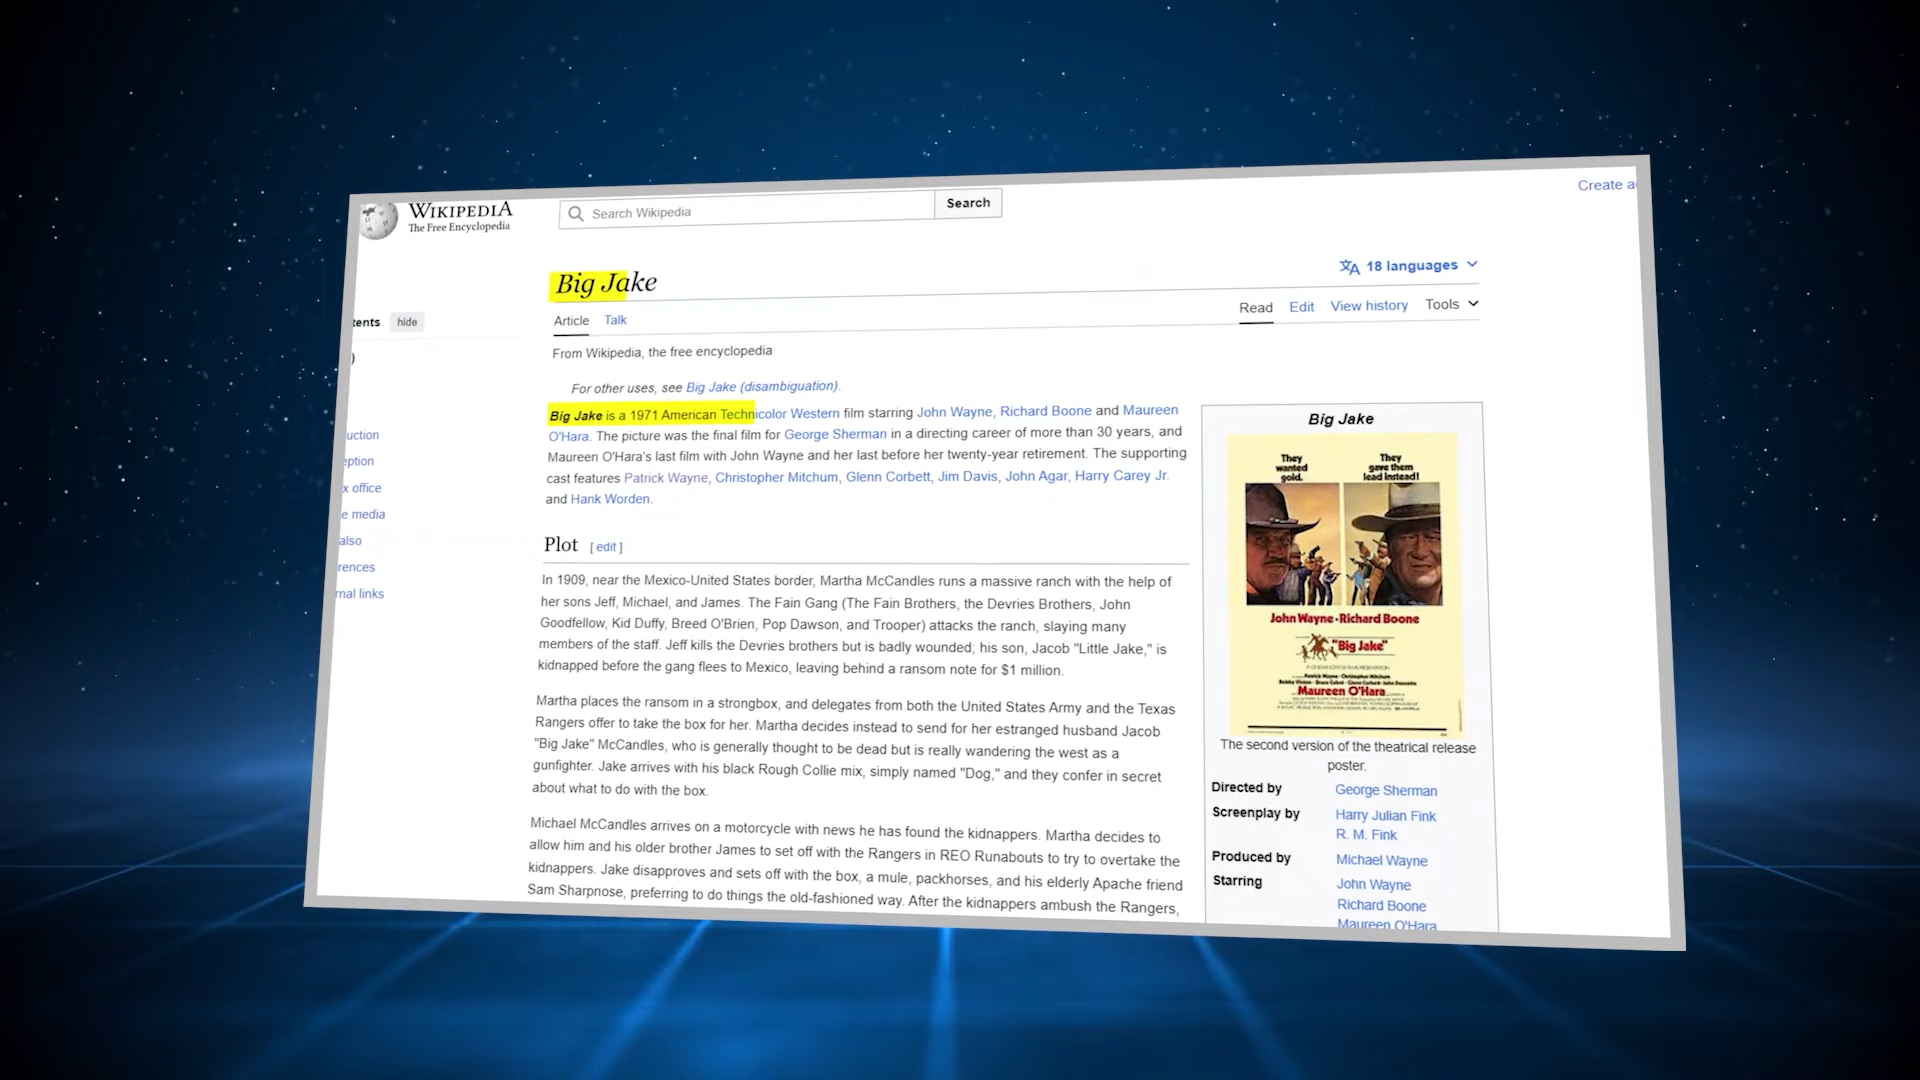 WIKIPEDIA
The Free Encyclopedia
Search Wikipedia
Search
Create a
Big Jake
18 languages
Article Talk
Read Edit View history Tools
tents hide
)
From Wikipedia, the free encyclopedia
For other uses, see Big Jake (disambiguation).
Big Jake is a 1971 American Technicolor Western film starring John Wayne, Richard Boone and Maureen
O'Hara. The picture was the final film for George Sherman in a directing career of more than 30 years, and
Maureen O'Hara's last film with John Wayne and her last before her twenty-year retirement. The supporting
cast features Patrick Wayne, Christopher Mitchum, Glenn Corbett, Jim Davis, John Agar, Harry Carey Jr.
and Hank Worden.
uction
eption
x office
e media
also
rences
rnal links
Plot [ edit ]
In 1909, near the Mexico-United States border, Martha McCandles runs a massive ranch with the help of
her sons Jeff, Michael, and James. The Fain Gang (The Fain Brothers, the Devries Brothers, John
Goodfellow, Kid Duffy, Breed O'Brien, Pop Dawson, and Trooper) attacks the ranch, slaying many
members of the staff. Jeff kills the Devries brothers but is badly wounded; his son, Jacob "Little Jake," is
kidnapped before the gang flees to Mexico, leaving behind a ransom note for $1 million.
Martha places the ransom in a strongbox, and delegates from both the United States Army and the Texas
Rangers offer to take the box for her. Martha decides instead to send for her estranged husband Jacob
"Big Jake" McCandles, who is generally thought to be dead but is really wandering the west as a
gunfighter. Jake arrives with his black Rough Collie mix, simply named "Dog," and they confer in secret
about what to do with the box.
Michael McCandles arrives on a motorcycle with news he has found the kidnappers. Martha decides to
allow him and his older brother James to set off with the Rangers in REO Runabouts to try to overtake the
kidnappers. Jake disapproves and sets off with the box, a mule, packhorses, and his elderly Apache friend
Sam Sharpnose, preferring to do things the old-fashioned way. After the kidnappers ambush the Rangers,
Big Jake
They
wanted
gold.
They
gave them
lead instead!
John Wayne · Richard Boone
"Big Jake"
Patrick Wayne · Christopher Mitchum
Maureen O'Hara
The second version of the theatrical release
poster.
Directed by George Sherman
Screenplay by Harry Julian Fink
R. M. Fink
Produced by Michael Wayne
Starring John Wayne
Richard Boone
Maureen O'Hara